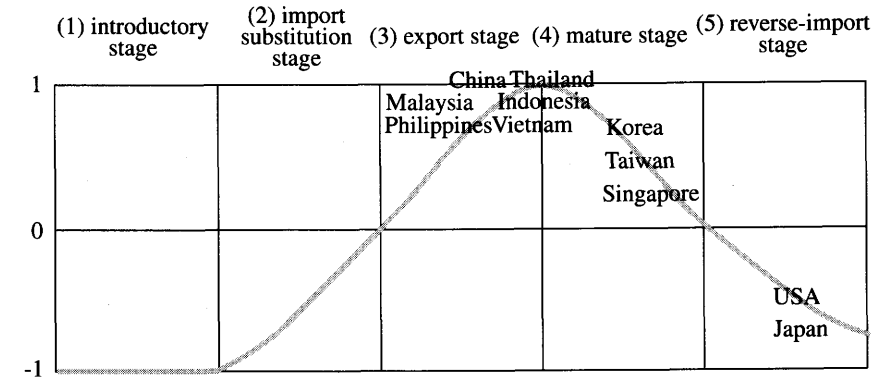 (1) introductory stage
(2) import substitution stage
(3) export stage
(4) mature stage
(5) reverse-import stage
1
China Thailand
Malaysia Indonesia
Philippines Vietnam
Korea
Taiwan
Singapore
0
USA
Japan
-1